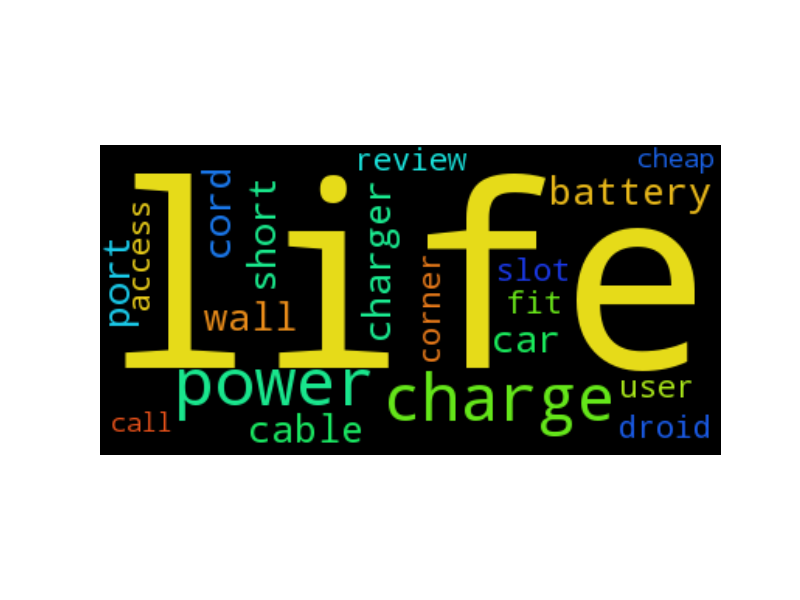 review
cheap
battery
cord
short
charger
access
port
life
corner
slot
fit
wall
car
power
charge
user
call
cable
droid